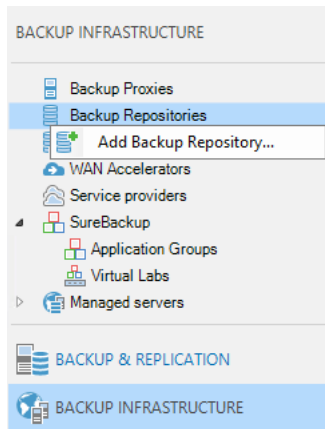 BACKUP INFRASTRUCTURE
Backup Proxies
Backup Repositories
Add Backup Repository...
WAN Accelerators
Service providers
SureBackup
Application Groups
Virtual Labs
Managed servers
BACKUP & REPLICATION
BACKUP INFRASTRUCTURE